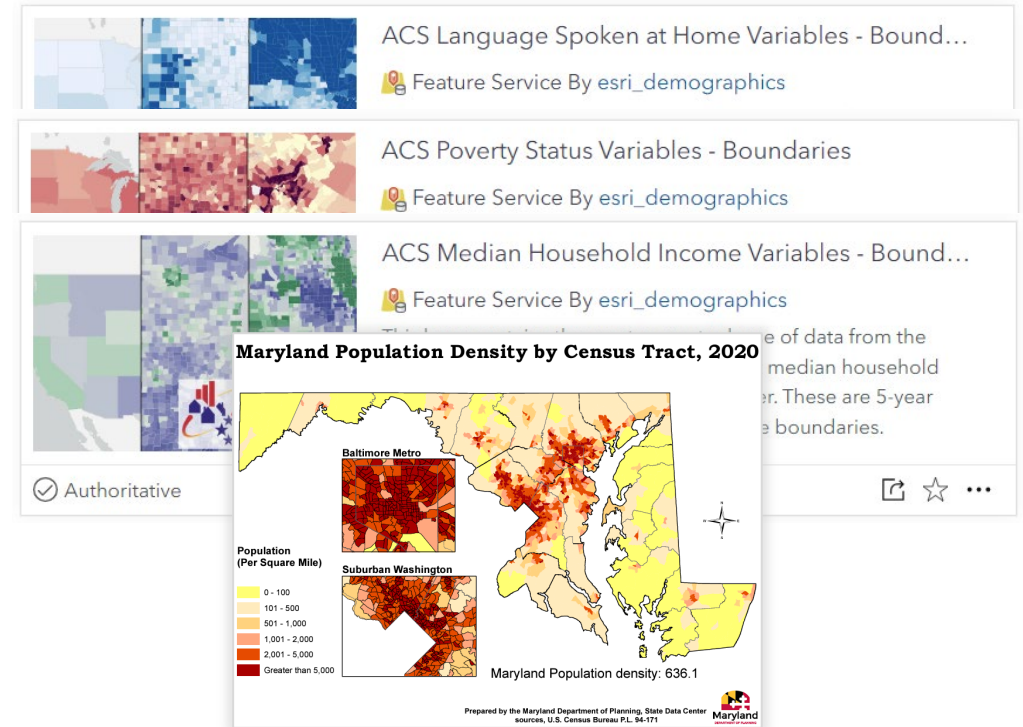 ACS Language Spoken at Home Variables - Bound...
Feature Service By esri_demographics
ACS Poverty Status Variables - Boundaries
Feature Service By esri_demographics
ACS Median Household Income Variables - Bound...
Feature Service By esri_demographics
e of data from the
median household
er. These are 5-year
e boundaries.
Authoritative
Maryland Population Density by Census Tract, 2020
Baltimore Metro
Population
(Per Square Mile)
Suburban Washington
0 - 100
101 - 500
501 - 1,000
1,001 - 2,000
2,001 - 5,000
Greater than 5,000
Maryland Population density: 636.1
Prepared by the Maryland Department of Planning, State Data Center
sources, U.S. Census Bureau P.L. 94-171
Maryland
DEPARTMENT OF PLANNING